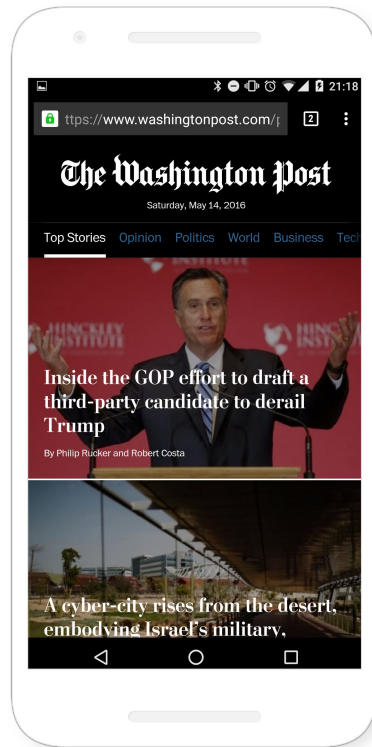 21:18
ttps://www.washingtonpost.com/p
2
The Washington Post
Saturday, May 14, 2016
Top Stories Opinion Politics World Business Tech
INSTITUTE
HINCKLEY
INSTITUTE
Inside the GOP effort to draft a
third-party candidate to derail
Trump
By Philip Rucker and Robert Costa
A cyber-city rises from the desert,
embodying Israel's military,